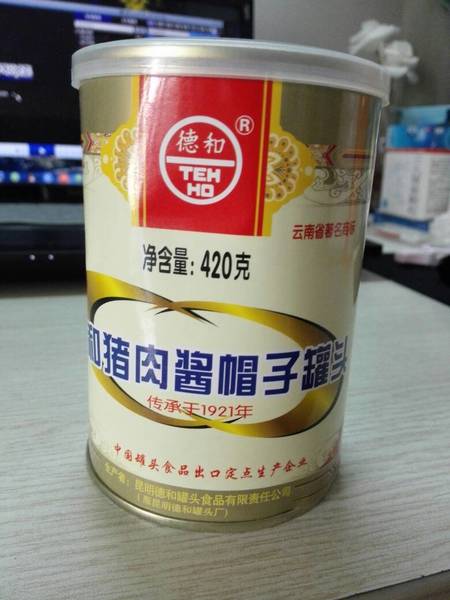 德和
®
TEH
HO
云南省著名商标
净含量: 420克
和猪肉酱帽子罐头
传承于1921年
中国罐头食品出口定点生产企业
生产者: 昆明德和罐头食品有限责任公司
(原昆明德和罐头厂)